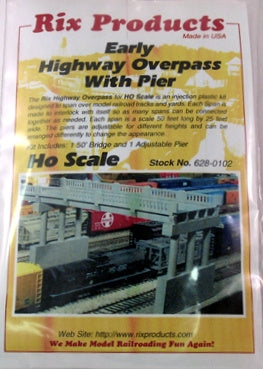 Rix Products
Made in USA
Early
Highway Overpass
With Pier
The Rix Highway Overpass for HO Scale is an injection plastic kit
designed to span over model railroad tracks and yards. Each span is
made to interlock with itself so as many spans can be connected
together as needed. Each span is a scale 50 feet long by 25 feet
wide. The piers are adjustable for different heights and can be
arranged differently to change the appearance.
Kit Includes: 1 50' Bridge and 1 Adjustable Pier
Ho Scale
Stock No. 628-0102
Web Site: http://www.rixproducts.com
We Make Model Railroading Fun Again!